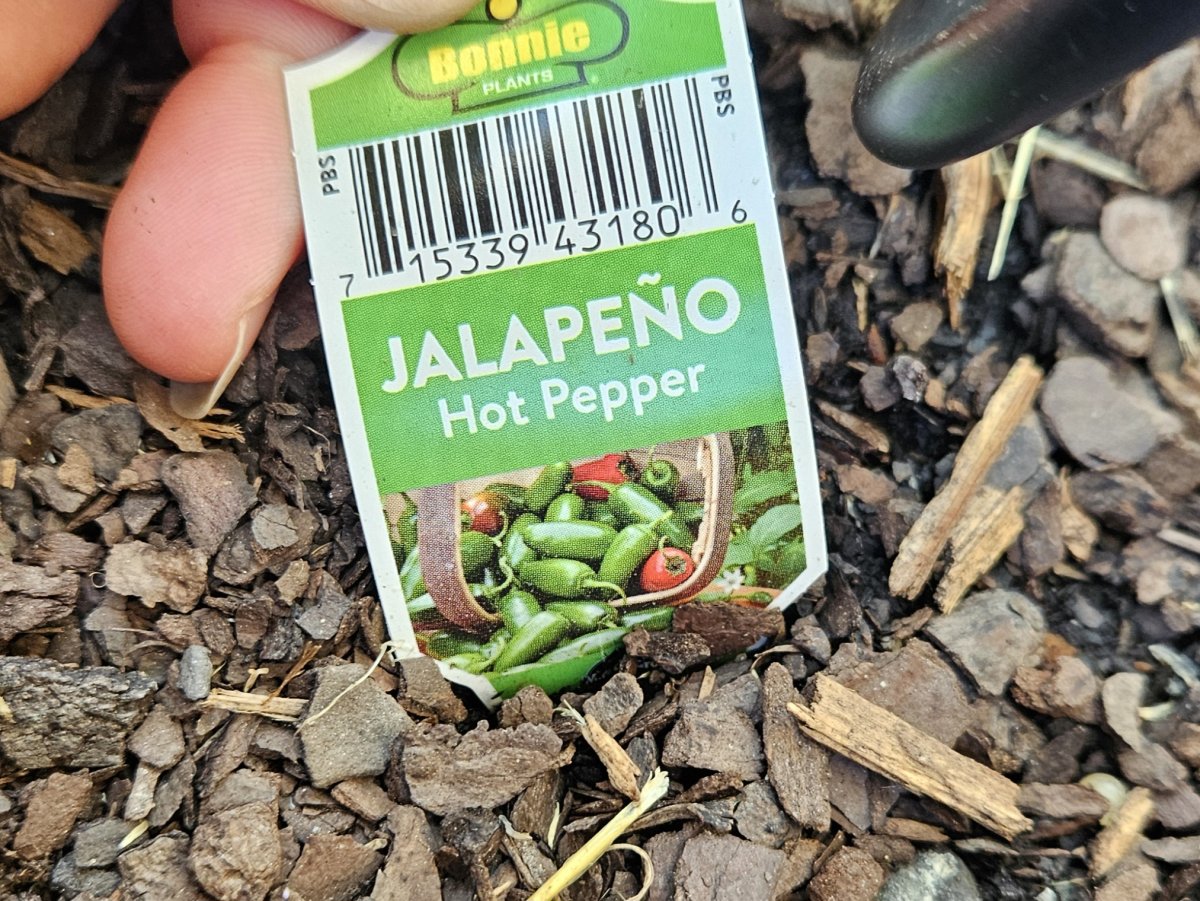 Bonnie
PLANTS
PBS
PBS
7 15339 43180 6
JALAPEÑO
Hot Pepper